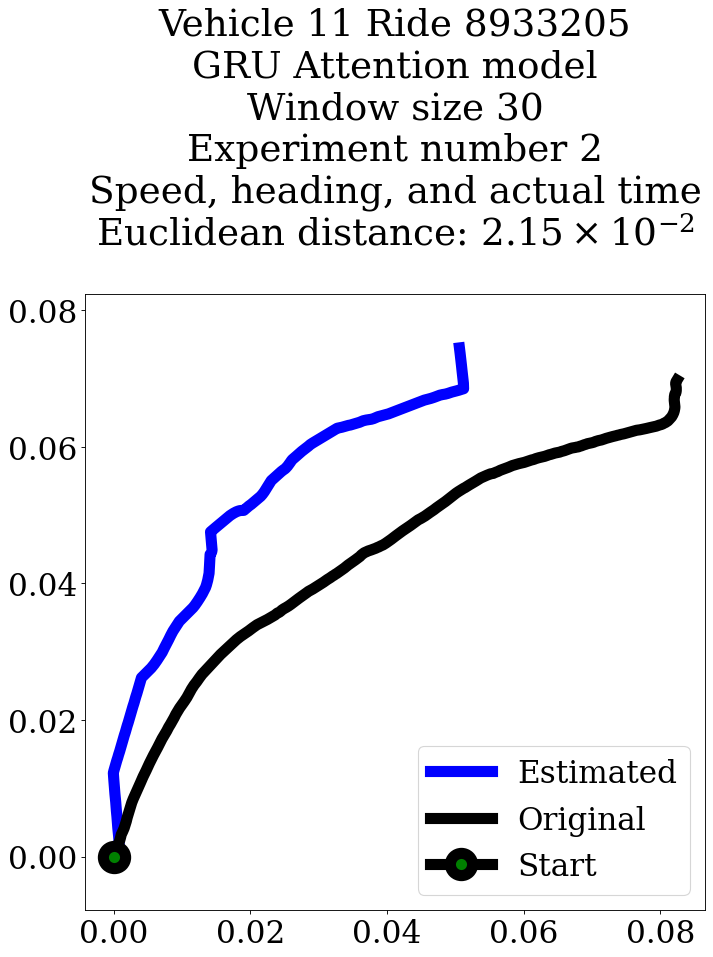 Vehicle 11 Ride 8933205
GRU Attention model
Window size 30
Experiment number 2
Speed, heading, and actual time
Euclidean distance: 2.15 × 10⁻²
0.08
0.06
0.04
0.02
0.00
Estimated
Original
Start
0.00 0.02 0.04 0.06 0.08